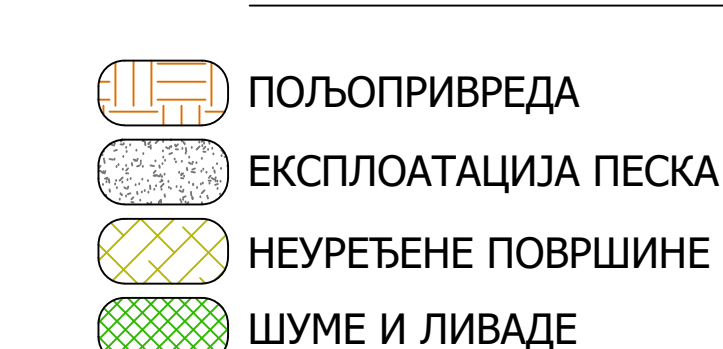 ПОЉОПРИВРЕДА
ЕКСПЛОАТАЦИЈА ПЕСКА
НЕУРЕЂЕНЕ ПОВРШИНЕ
ШУМЕ И ЛИВАДЕ